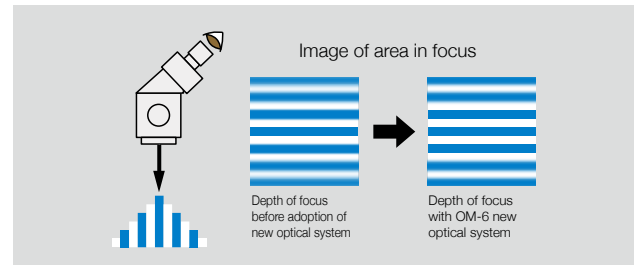 Image of area in focus
Depth of focus
before adoption of
new optical system
Depth of focus
with OM-6 new
optical system